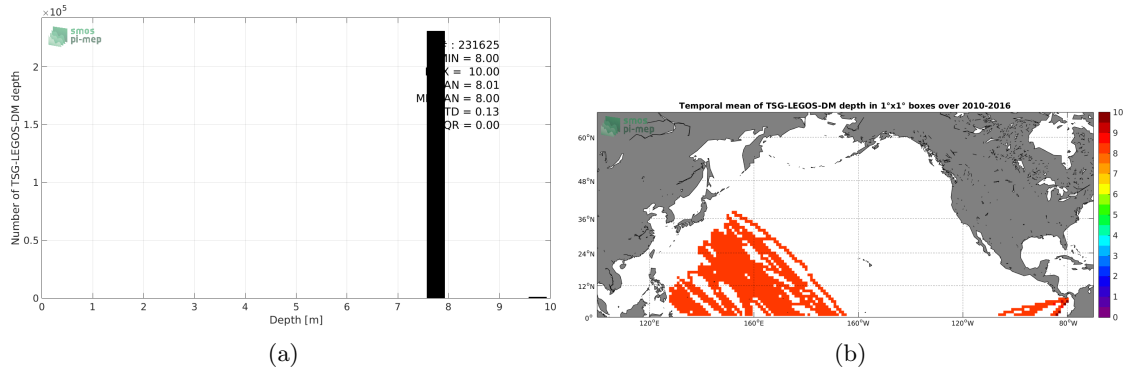 ×10^5
smos
pi-mep
# : 231625
MIN = 8.00
MAX = 10.00
MEAN = 8.01
MEDIAN = 8.00
STD = 0.13
IQR = 0.00
Number of TSG-LEGOS-DM depth
2
1.5
1
0.5
0
0 1 2 3 4 5 6 7 8 9 10
Depth [m]
(a)
Temporal mean of TSG-LEGOS-DM depth in 1°x1° boxes over 2010-2016
smos
pi-mep
60°N
48°N
36°N
24°N
12°N
0°
120°E 160°E 160°W 120°W 80°W
10
9
8
7
6
5
4
3
2
1
0
(b)